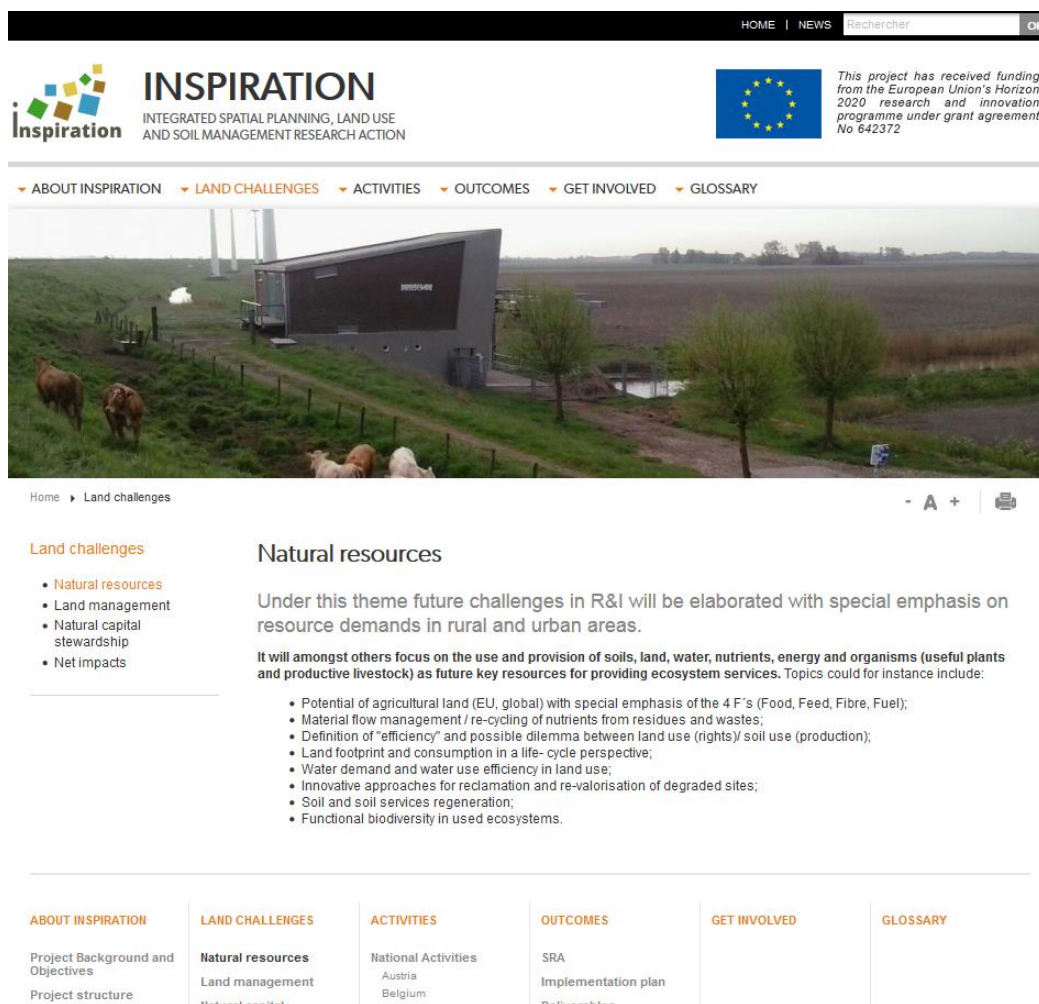 HOME | NEWS Rechercher
INSPIRATION
INTEGRATED SPATIAL PLANNING, LAND USE
AND SOIL MANAGEMENT RESEARCH ACTION
inspiration
This project has received funding
from the European Union's Horizon
2020 research and innovation
programme under grant agreement
No 642372
ABOUT INSPIRATION LAND CHALLENGES ACTIVITIES OUTCOMES GET INVOLVED GLOSSARY
Home Land challenges
- A +
Land challenges
• Natural resources
• Land management
• Natural capital
stewardship
• Net impacts
Natural resources
Under this theme future challenges in R&I will be elaborated with special emphasis on
resource demands in rural and urban areas.
It will amongst others focus on the use and provision of soils, land, water, nutrients, energy and organisms (useful plants
and productive livestock) as future key resources for providing ecosystem services. Topics could for instance include:
• Potential of agricultural land (EU, global) with special emphasis of the 4 F´s (Food, Feed, Fibre, Fuel);
• Material flow management / re-cycling of nutrients from residues and wastes;
• Definition of "efficiency" and possible dilemma between land use (rights)/ soil use (production);
• Land footprint and consumption in a life- cycle perspective;
• Water demand and water use efficiency in land use;
• Innovative approaches for reclamation and re-valorisation of degraded sites;
• Soil and soil services regeneration;
• Functional biodiversity in used ecosystems.
ABOUT INSPIRATION
Project Background and
Objectives
Project structure
LAND CHALLENGES
Natural resources
Land management
ACTIVITIES
National Activities
Austria
Belgium
OUTCOMES
SRA
Implementation plan
GET INVOLVED
GLOSSARY